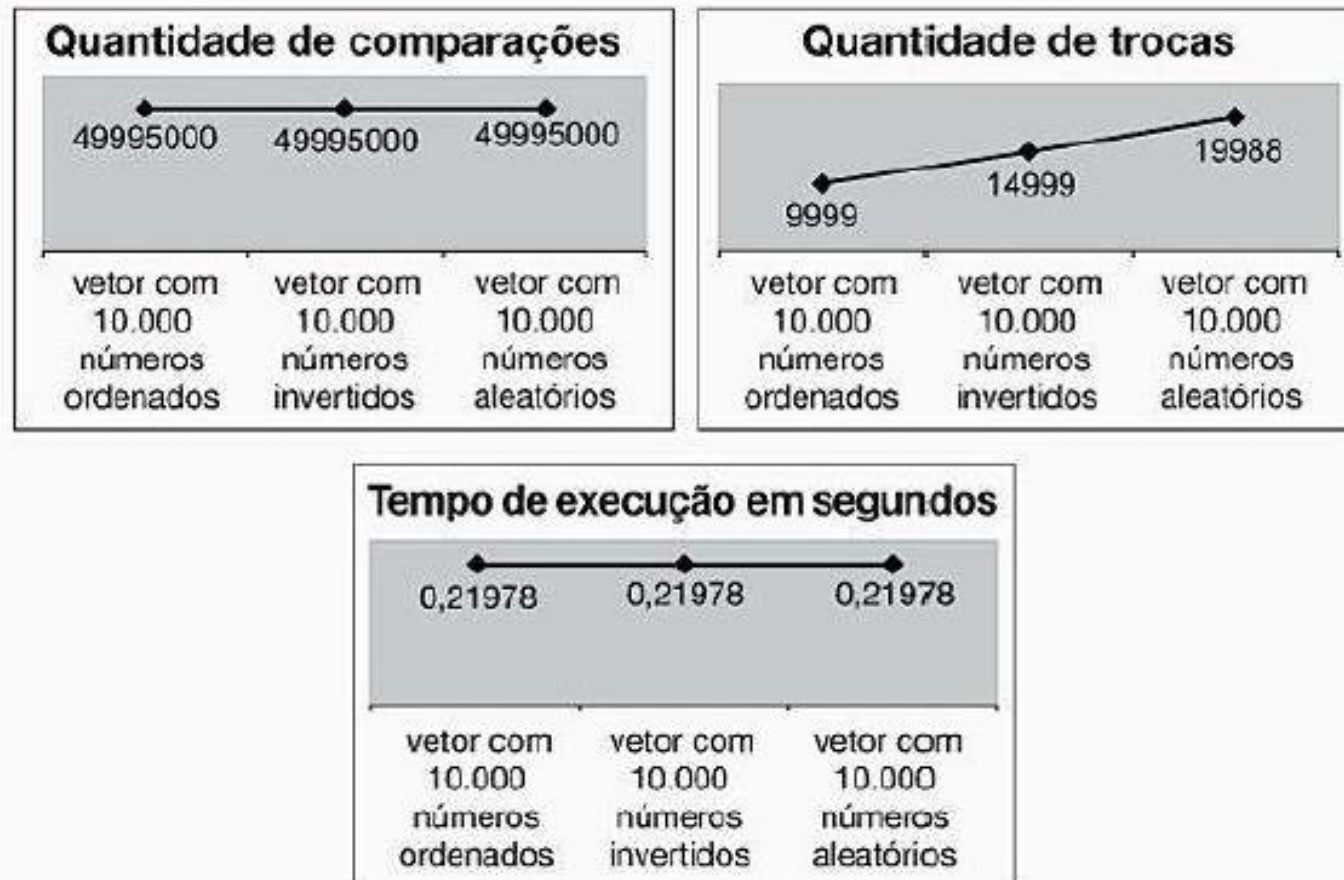 Quantidade de comparações
49995000
49995000
49995000
vetor com
10.000
números
ordenados
vetor com
10.000
números
invertidos
vetor com
10.000
números
aleatórios
Quantidade de trocas
9999
14999
19988
vetor com
10.000
números
ordenados
vetor com
10.000
números
invertidos
vetor com
10.000
números
aleatórios
Tempo de execução em segundos
0,21978
0,21978
0,21978
vetor com
10.000
números
ordenados
vetor com
10.000
números
invertidos
vetor com
10.000
números
aleatórios